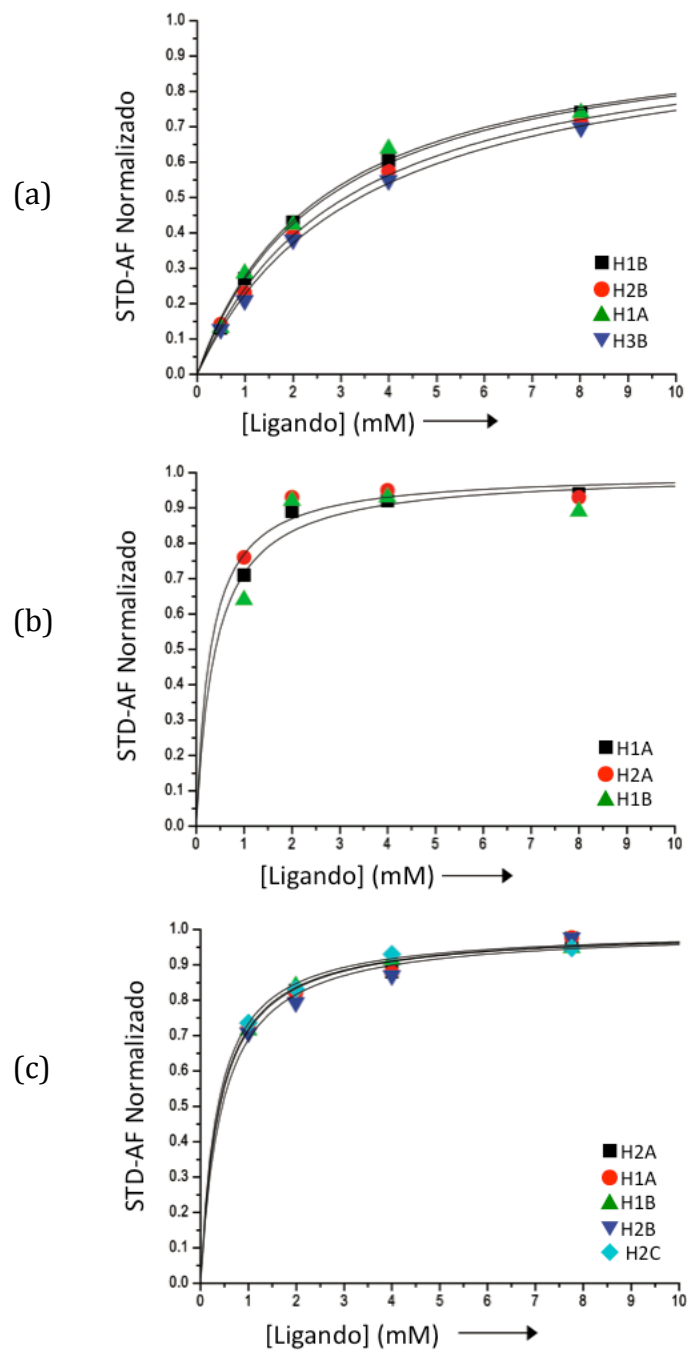 (a)
STD-AF Normalizado
1.0
0.9
0.8
0.7
0.6
0.5
0.4
0.3
0.2
0.1
0.0
H1B
H2B
H1A
H3B
0 1 2 3 4 5 6 7 8 9 10
[Ligando] (mM)
(b)
STD-AF Normalizado
1.0
0.9
0.8
0.7
0.6
0.5
0.4
0.3
0.2
0.1
0.0
H1A
H2A
H1B
0 1 2 3 4 5 6 7 8 9 10
[Ligando] (mM)
(c)
STD-AF Normalizado
1.0
0.9
0.8
0.7
0.6
0.5
0.4
0.3
0.2
0.1
0.0
H2A
H1A
H1B
H2B
H2C
0 1 2 3 4 5 6 7 8 9 10
[Ligando] (mM)